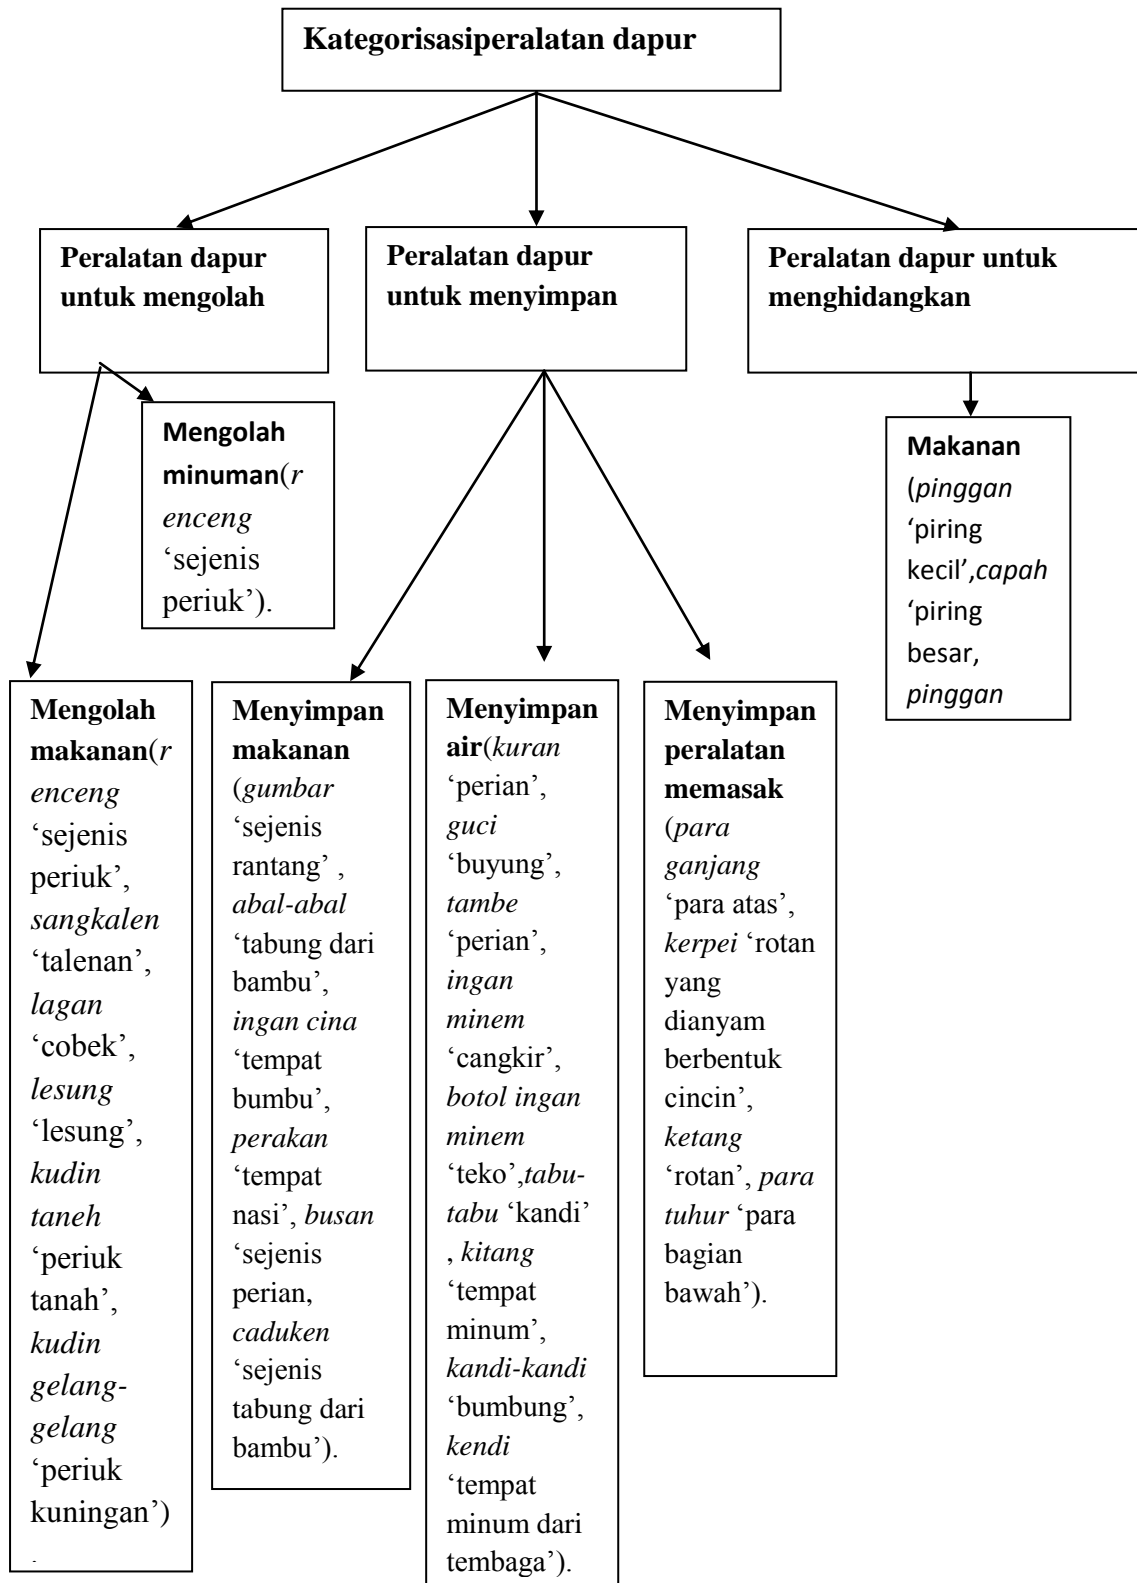 Kategorisasiperalatan dapur
Peralatan dapur
untuk mengolah
Peralatan dapur
untuk menyimpan
Peralatan dapur untuk
menghidangkan
Mengolah
minuman(r
enceng
‘sejenis
periuk’).
Makanan
(pinggan
‘piring
kecil’,capah
‘piring
besar,
pinggan
Mengolah
makanan(r
enceng
‘sejenis
periuk’,
sangkalen
‘talenan’,
lagan
‘cobek’,
lesung
‘lesung’,
kudin
taneh
‘periuk
tanah’,
kudin
gelang-
gelang
‘periuk
kuningan’)
.
Menyimpan
makanan
(gumbar
‘sejenis
rantang’ ,
abal-abal
‘tabung dari
bambu’,
ingan cina
‘tempat
bumbu’,
perakan
‘tempat
nasi’, busan
‘sejenis
perian,
caduken
‘sejenis
tabung dari
bambu’).
Menyimpan
air(kuran
‘perian’,
guci
‘buyung’,
tambe
‘perian’,
ingan
minem
‘cangkir’,
botol ingan
minem
‘teko’,tabu-
tabu ‘kandi’
, kitang
‘tempat
minum’,
kandi-kandi
‘bumbung’,
kendi
‘tempat
minum dari
tembaga’).
Menyimpan
peralatan
memasak
(para
ganjang
‘para atas’,
kerpei ‘rotan
yang
dianyam
berbentuk
cincin’,
ketang
‘rotan’, para
tuhur ‘para
bagian
bawah’).